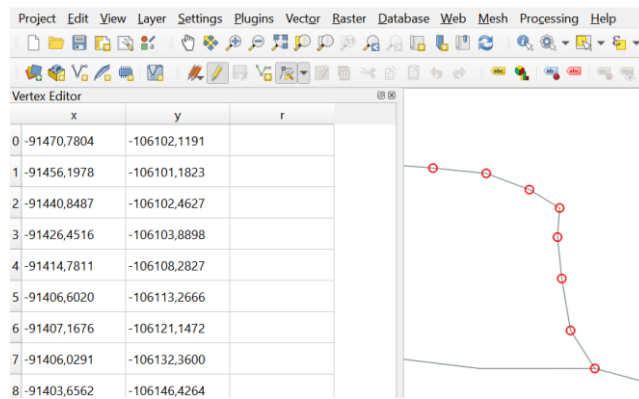 Project Edit View Layer Settings Plugins Vector Raster Database Web Mesh Processing Help
Vertex Editor
x y r
0 -91470,7804 -106102,1191
1 -91456,1978 -106101,1823
2 -91440,8487 -106102,4627
3 -91426,4516 -106103,8898
4 -91414,7811 -106108,2827
5 -91406,6020 -106113,2666
6 -91407,1676 -106121,1472
7 -91406,0291 -106132,3600
8 -91403,6562 -106146,4264